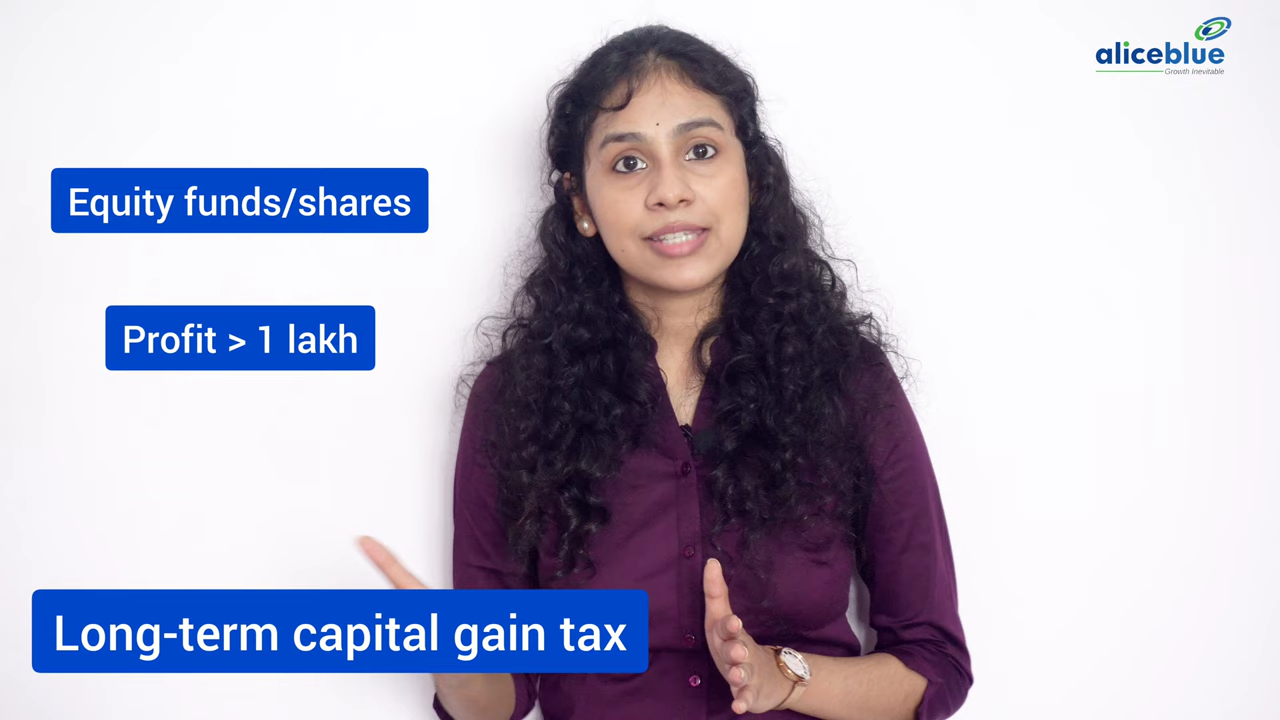 aliceblue
Growth Inevitable
Equity funds/shares
Profit > 1 lakh
Long-term capital gain tax